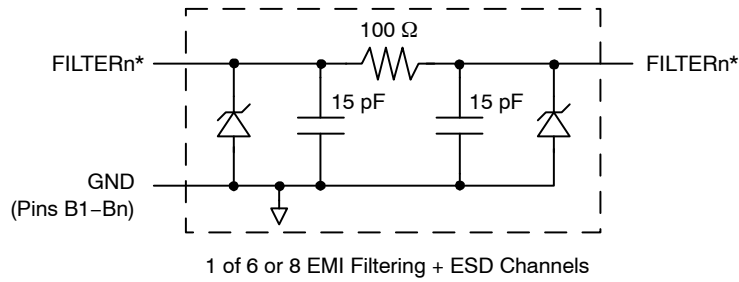 100 Ω
FILTERn*
FILTERn*
15 pF
15 pF
GND
(Pins B1−Bn)
1 of 6 or 8 EMI Filtering + ESD Channels